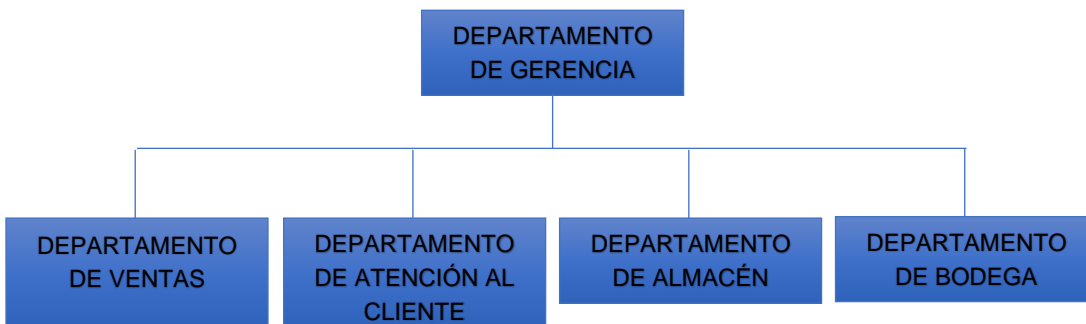 DEPARTAMENTO
DE GERENCIA
DEPARTAMENTO
DE VENTAS
DEPARTAMENTO
DE ATENCIÓN AL
CLIENTE
DEPARTAMENTO
DE ALMACÉN
DEPARTAMENTO
DE BODEGA